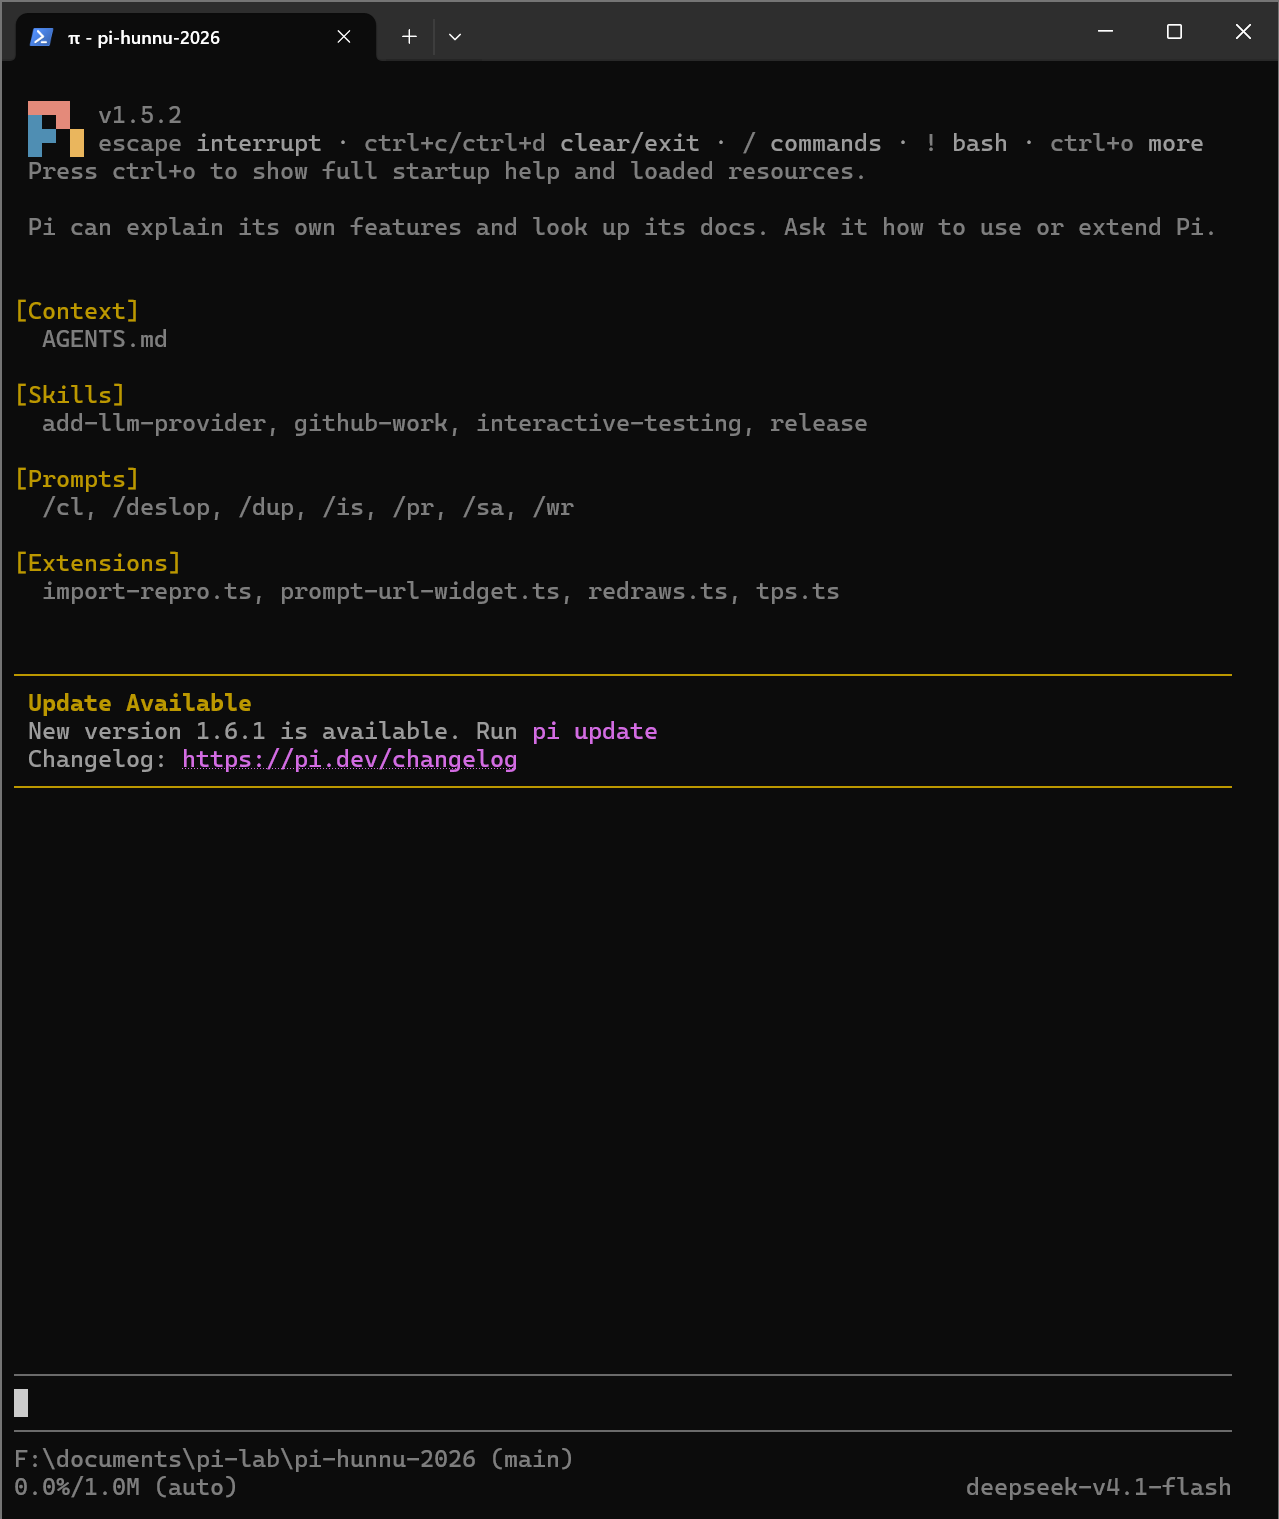 π - pi-hunnu-2026
v1.5.2
escape interrupt · ctrl+c/ctrl+d clear/exit · / commands · ! bash · ctrl+o more
Press ctrl+o to show full startup help and loaded resources.
Pi can explain its own features and look up its docs. Ask it how to use or extend Pi.
[Context]
AGENTS.md
[Skills]
add-llm-provider, github-work, interactive-testing, release
[Prompts]
/cl, /deslop, /dup, /is, /pr, /sa, /wr
[Extensions]
import-repro.ts, prompt-url-widget.ts, redraws.ts, tps.ts
Update Available
New version 1.6.1 is available. Run pi update
Changelog: https://pi.dev/changelog
F:\documents\pi-lab\pi-hunnu-2026 (main)
0.0%/1.0M (auto) deepseek-v4.1-flash